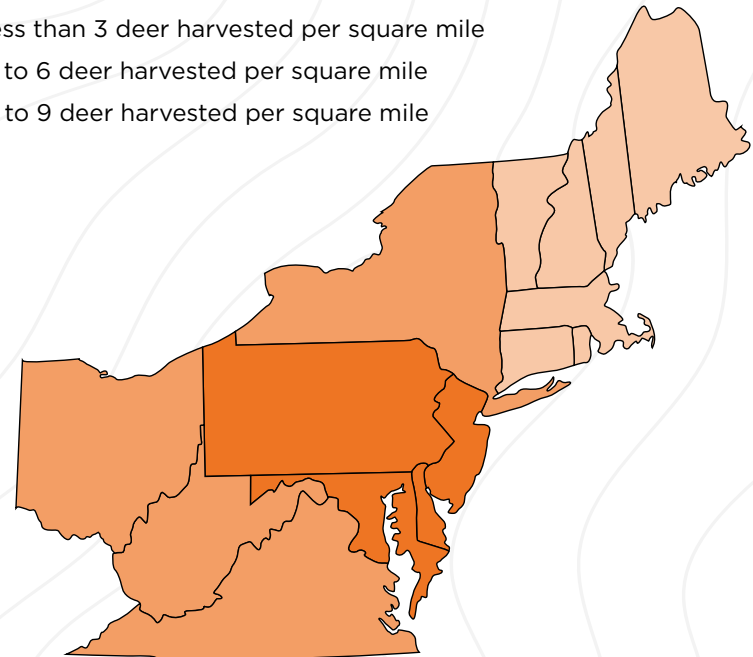 ess than 3 deer harvested per square mile
to 6 deer harvested per square mile
to 9 deer harvested per square mile